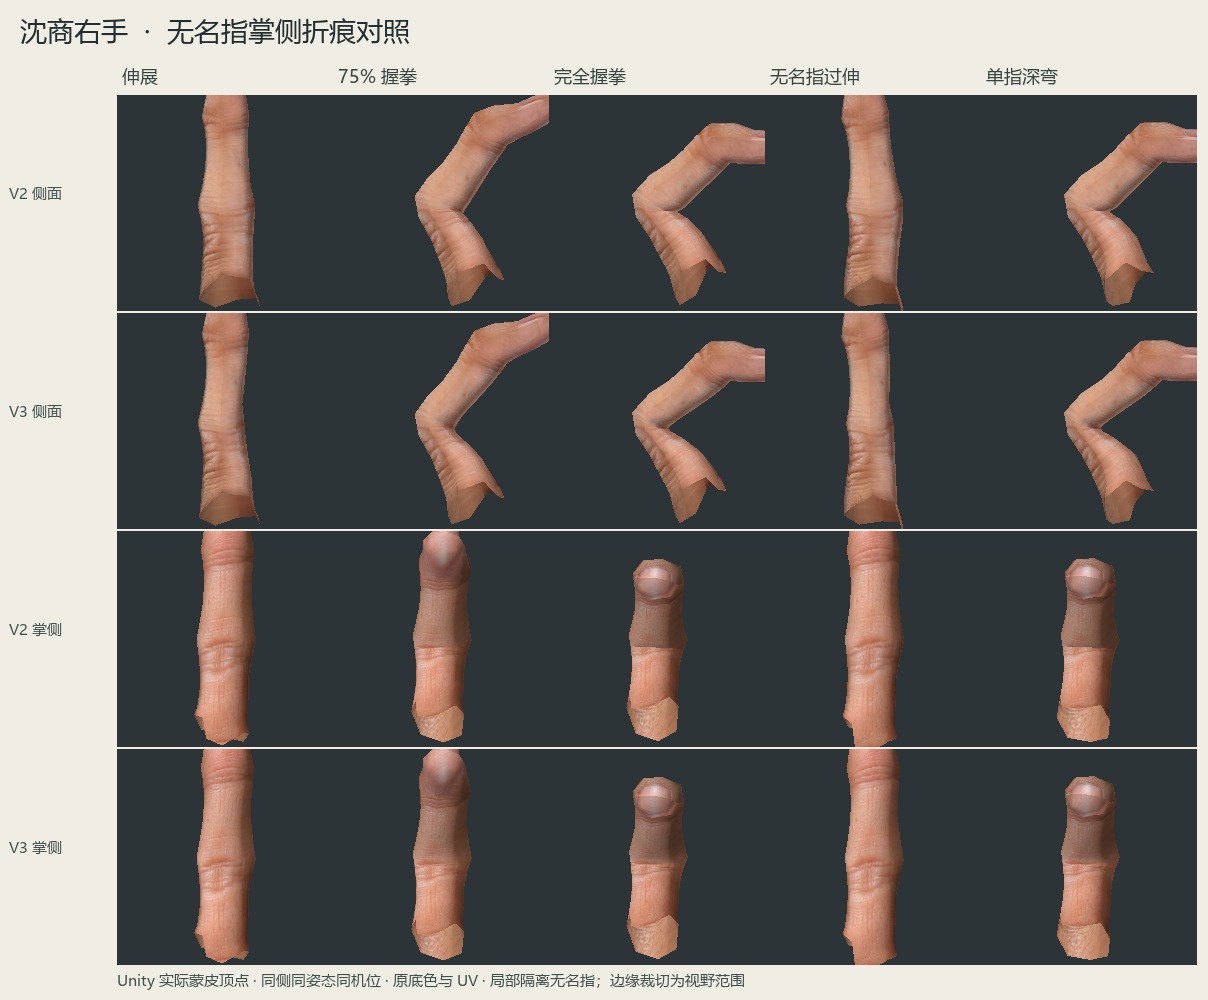 沈商右手 · 无名指掌侧折痕对照
伸展 75% 握拳 完全握拳 无名指过伸 单指深弯
V2 侧面
V3 侧面
V2 掌侧
V3 掌侧
Unity 实际蒙皮顶点 · 同侧同姿态同机位 · 原底色与 UV · 局部隔离无名指；边缘裁切为视野范围